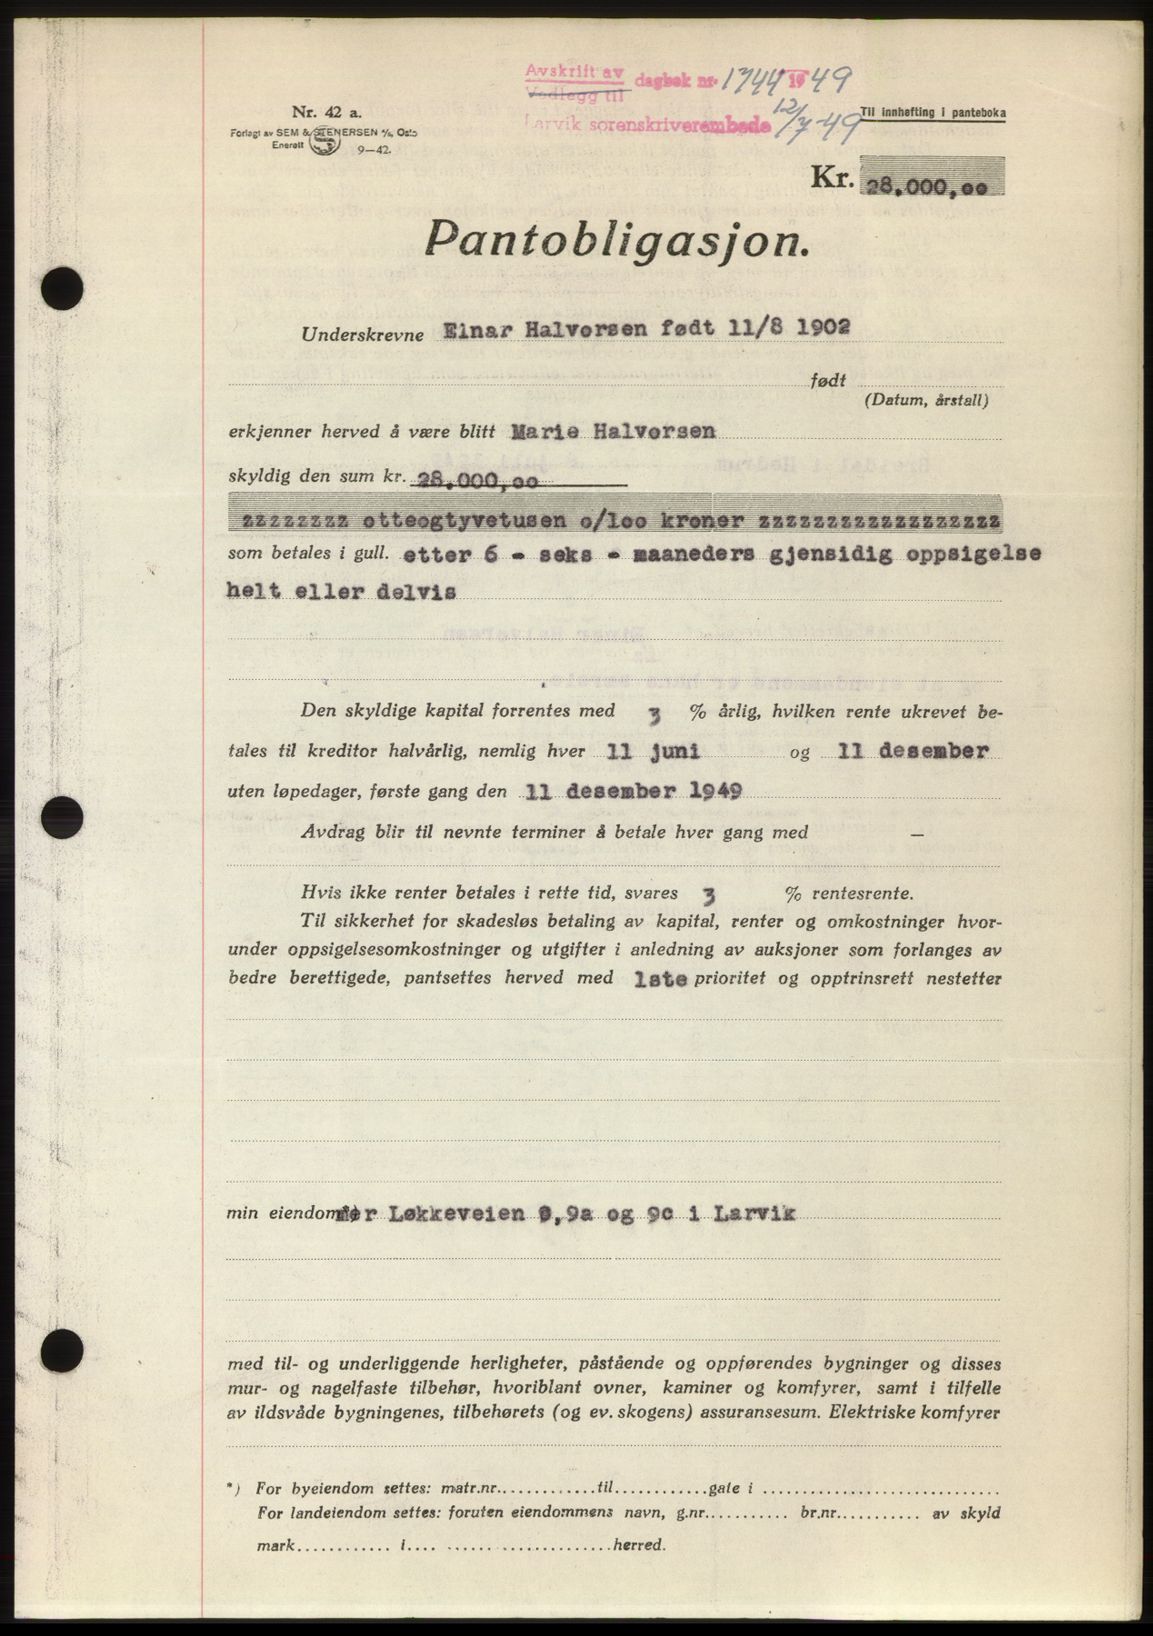 Avskrift av dagbok nr. 1744 1949
Vedlegg til
Larvik sorenskriverembede 12/7-49
Nr. 42 a.
Forlagt av SEM & STENERSEN A/S, Oslo
Enerett 9—42.
Til innhefting i panteboka
Kr. 28.000,oo
Pantobligasjon.
Underskrevne Einar Halvorsen født 11/8 1902
født
(Datum, årstall)
erkjenner herved å være blitt Marie Halvorsen
skyldig den sum kr. 28.000,oo
zzzzzzzz otteogtyvetusen o/1oo kroner zzzzzzzzzzzzzzzzzz
som betales i gull. etter 6 - seks - maaneders gjensidig oppsigelse
helt eller delvis
Den skyldige kapital forrentes med 3 % årlig, hvilken rente ukrevet be-
tales til kreditor halvårlig, nemlig hver 11 juni og 11 desember
uten løpedager, første gang den 11 desember 1949
Avdrag blir til nevnte terminer å betale hver gang med —
Hvis ikke renter betales i rette tid, svares 3 % rentesrente.
Til sikkerhet for skadesløs betaling av kapital, renter og omkostninger hvor-
under oppsigelsesomkostninger og utgifter i anledning av auksjoner som forlanges av
bedre berettigede, pantsettes herved med 1ste prioritet og opptrinsrett nestetter
min eiendom*) Løkkeveien 9,9a og 9c i Larvik
med til- og underliggende herligheter, påstående og oppførendes bygninger og disses
mur- og nagelfaste tilbehør, hvoriblant ovner, kaminer og komfyrer, samt i tilfelle
av ildsvåde bygningenes, tilbehørets (og ev. skogens) assuransesum. Elektriske komfyrer
*) For byeiendom settes: matr.nr.............til............gate i ..............................
For landeiendom settes: foruten eiendommens navn, g.nr........... br.nr........... av skyld
mark............ i.... .....................herred.